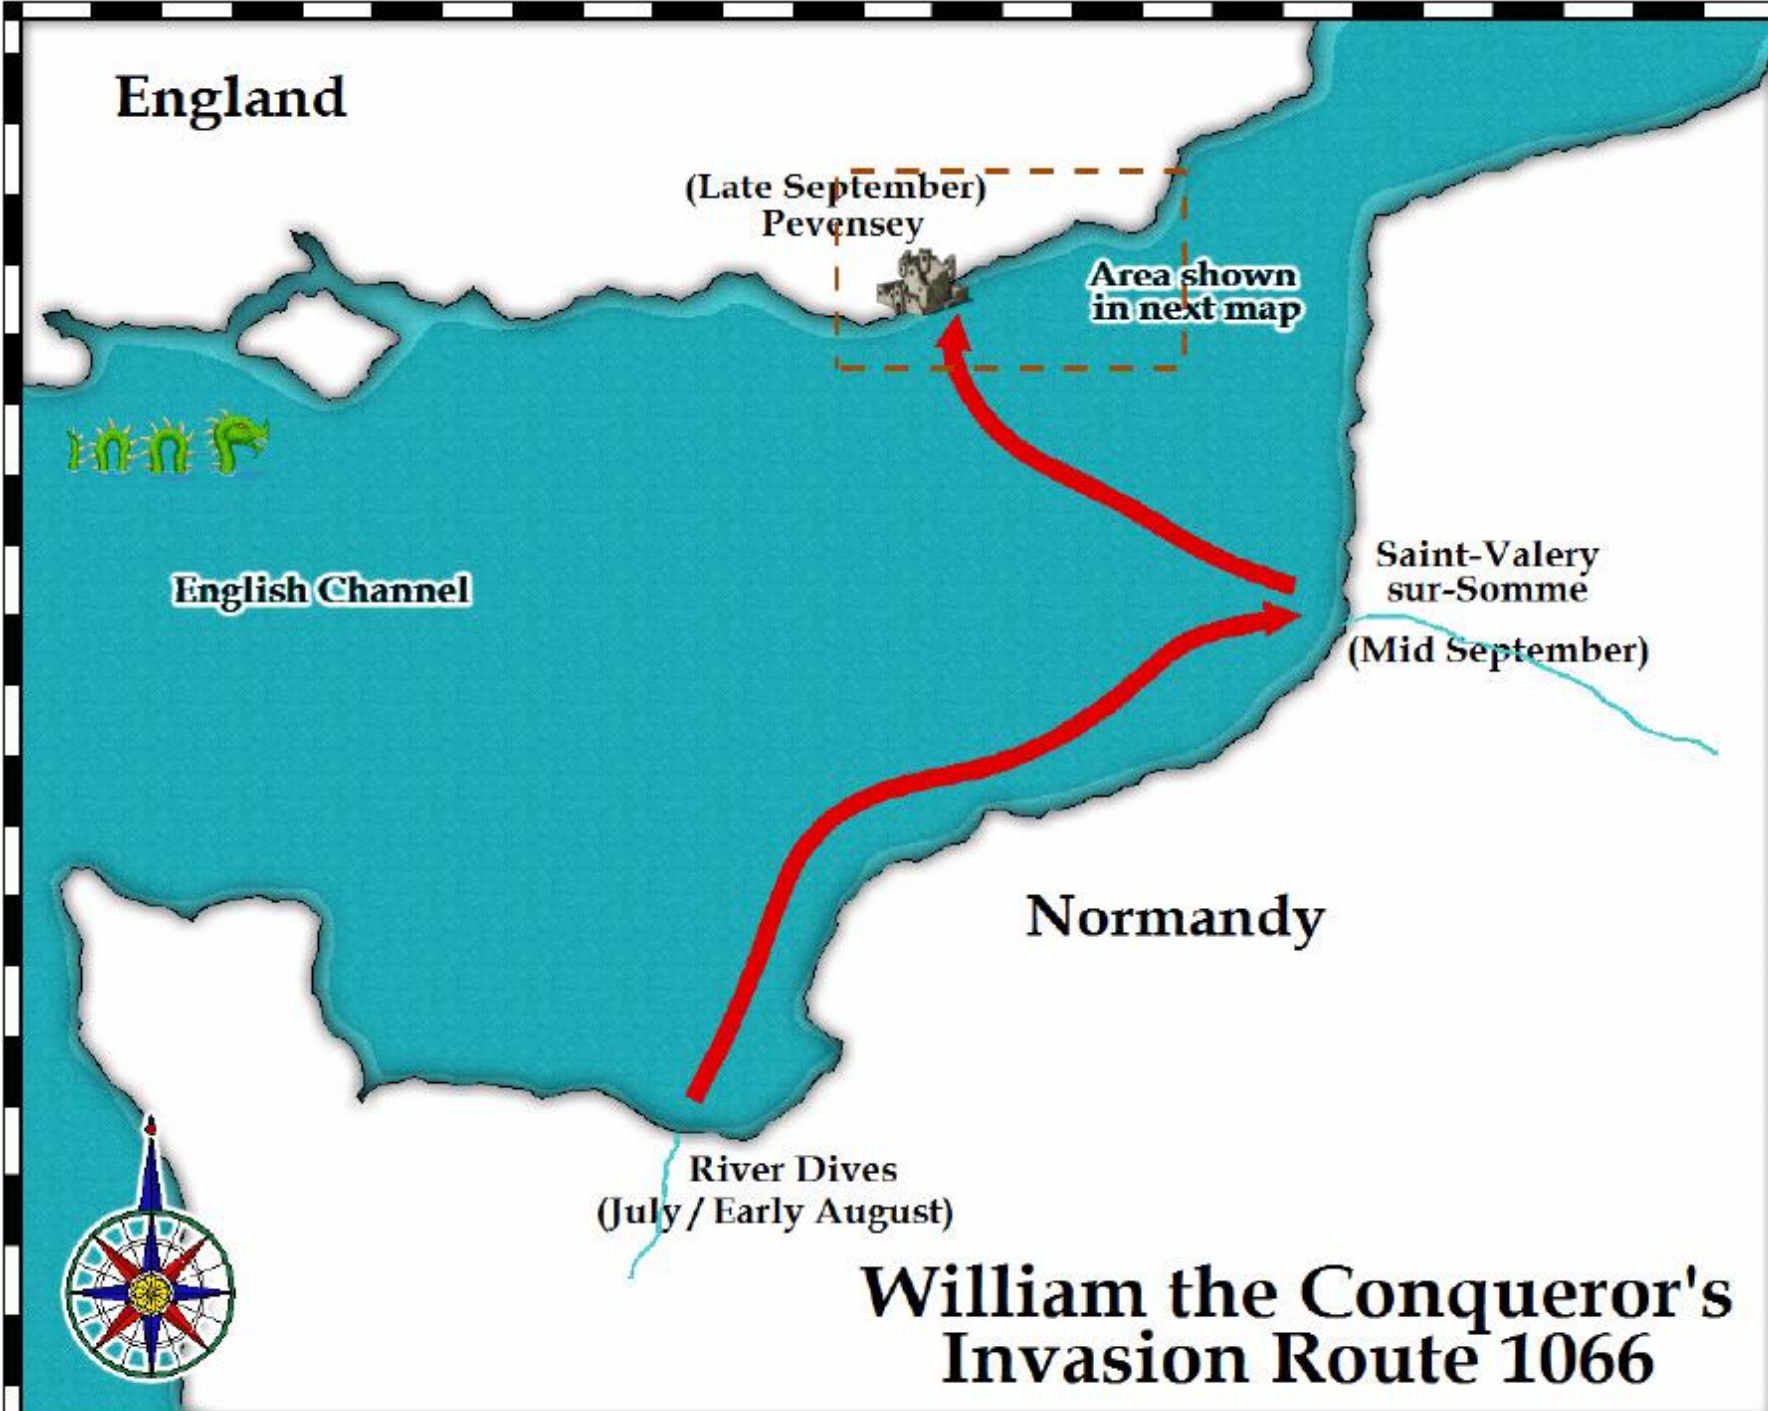 England
(Late September)
Pevensey
Area shown
in next map
English Channel
Saint-Valery
sur-Somme
(Mid September)
Normandy
River Dives
(July / Early August)
William the Conqueror's
Invasion Route 1066